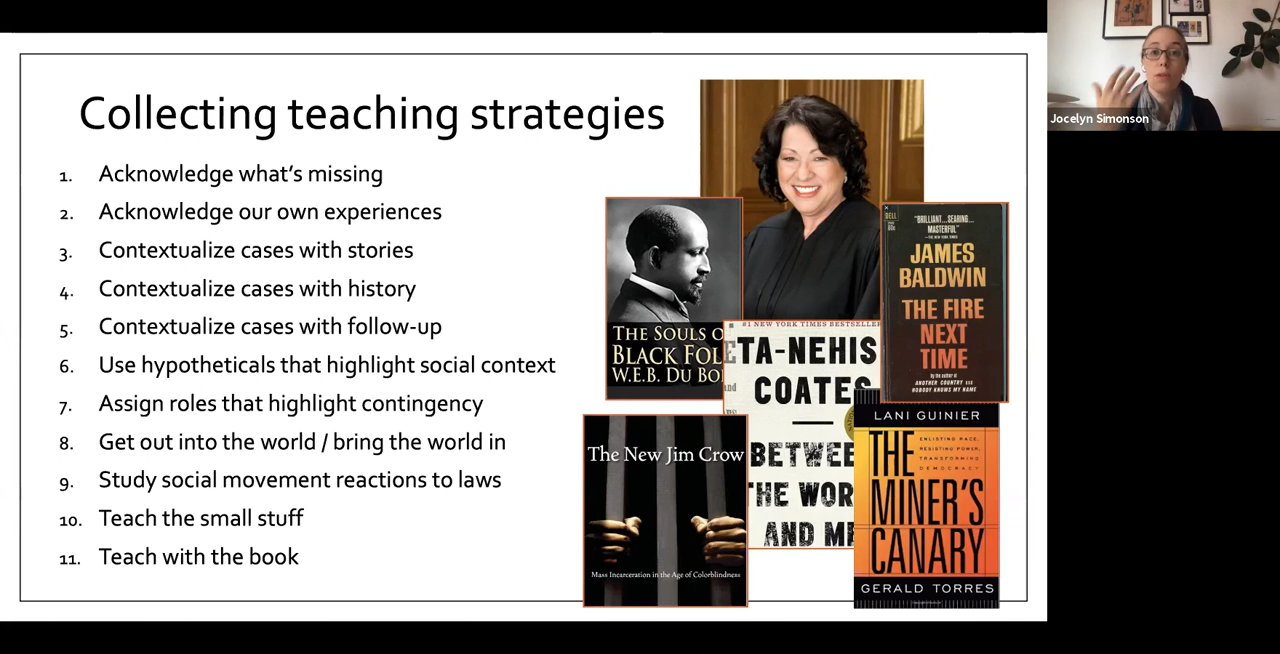 Collecting teaching strategies
1. Acknowledge what's missing
2. Acknowledge our own experiences
3. Contextualize cases with stories
4. Contextualize cases with history
5. Contextualize cases with follow-up
6. Use hypotheticals that highlight social context
7. Assign roles that highlight contingency
8. Get out into the world / bring the world in
9. Study social movement reactions to laws
10. Teach the small stuff
11. Teach with the book
THE SOULS O
BLACK FOL
W.E.B. DU BO
DELL
"BRILLIANT...SEARING...
MASTERFUL"
JAMES
BALDWIN
THE FIRE
NEXT
TIME
by the author of
ANOTHER COUNTRY and
NOBODY KNOWS MY NAME
#1 NEW YORK TIMES BESTSELLER
TA-NEHIS
COATES
BETWEE
THE WOR
AND ME
The New Jim Crow
Mass Incarceration in the Age of Colorblindness
LANI GUINIER
THE
ENLISTING RACE,
RESISTING POWER,
TRANSFORMING
DEMOCRACY
MINER'S
CANARY
GERALD TORRES
Jocelyn Simonson